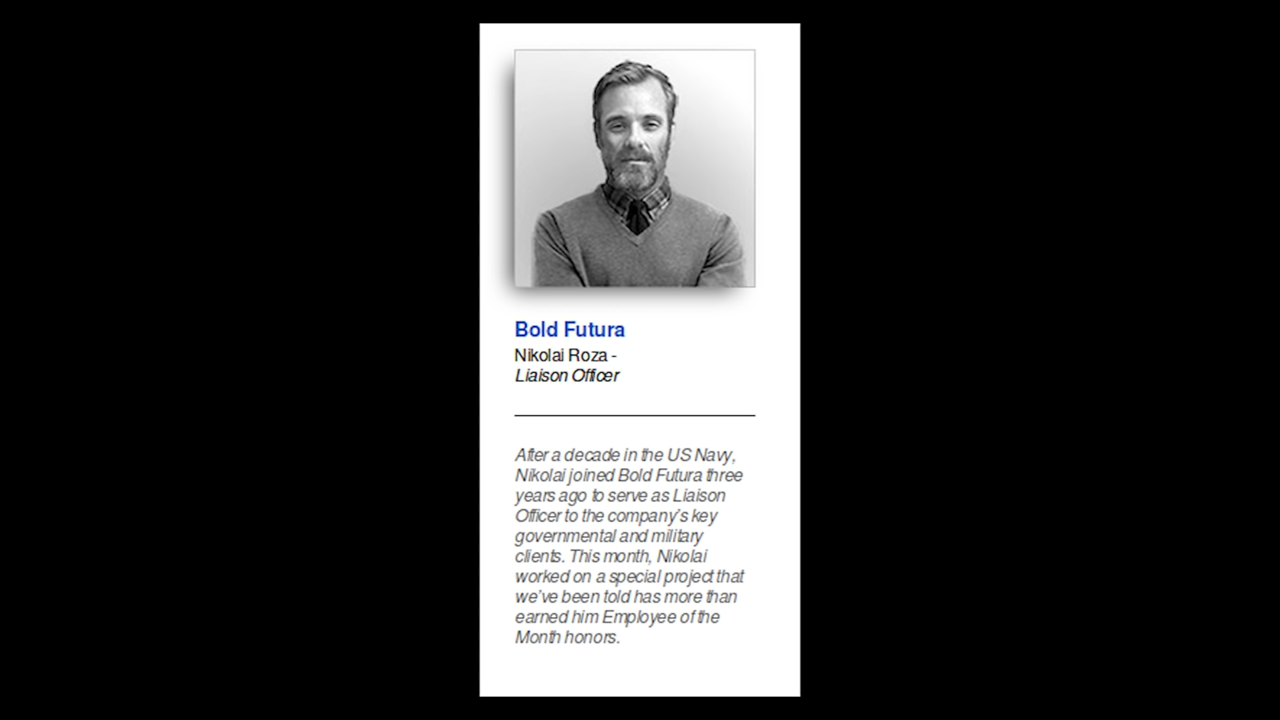 Bold Futura
Nikolai Roza -
Liaison Officer
After a decade in the US Navy,
Nikolai joined Bold Futura three
years ago to serve as Liaison
Officer to the company's key
governmental and military
clients. This month, Nikolai
worked on a special project that
we've been told has more than
earned him Employee of the
Month honors.